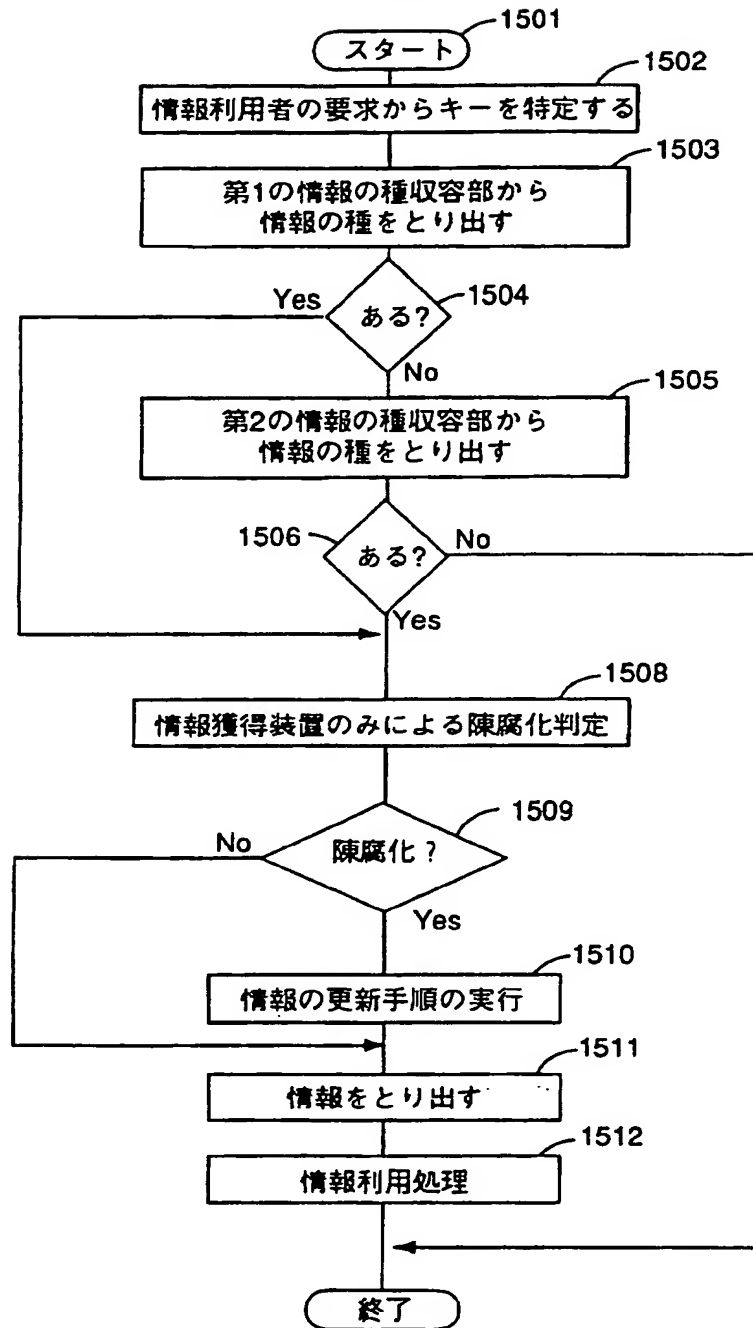 1501
スタート
1502
情報利用者の要求からキーを特定する
1503
第1の情報の種収容部から
情報の種をとり出す
Yes
1504
ある?
No
1505
第2の情報の種収容部から
情報の種をとり出す
1506
ある?
No
Yes
1508
情報獲得装置のみによる陳腐化判定
1509
No
陳腐化?
Yes
1510
情報の更新手順の実行
1511
情報をとり出す
1512
情報利用処理
終了